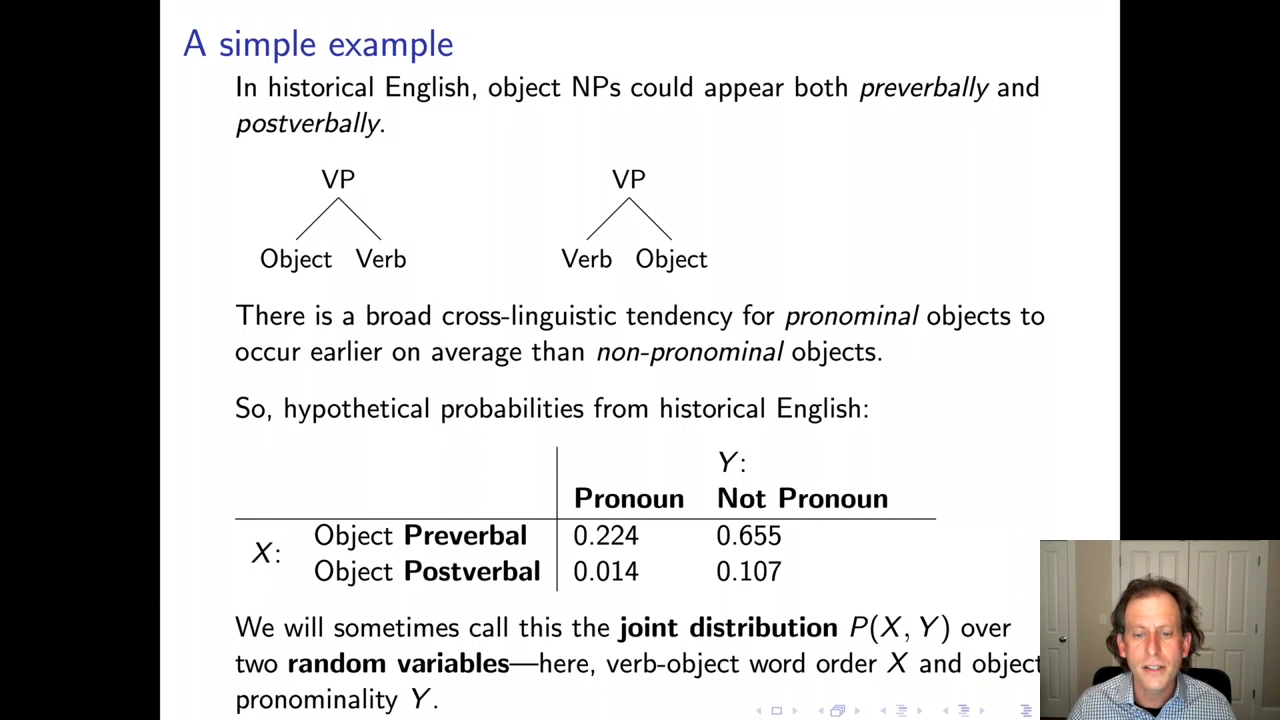 A simple example
In historical English, object NPs could appear both preverbally and
postverbally.
VP VP
Object Verb Verb Object
There is a broad cross-linguistic tendency for pronominal objects to
occur earlier on average than non-pronominal objects.
So, hypothetical probabilities from historical English:
Y:
Pronoun Not Pronoun
X:
Object Preverbal 0.224 0.655
Object Postverbal 0.014 0.107
We will sometimes call this the joint distribution P(X, Y) over
two random variables—here, verb-object word order X and object
pronominality Y.